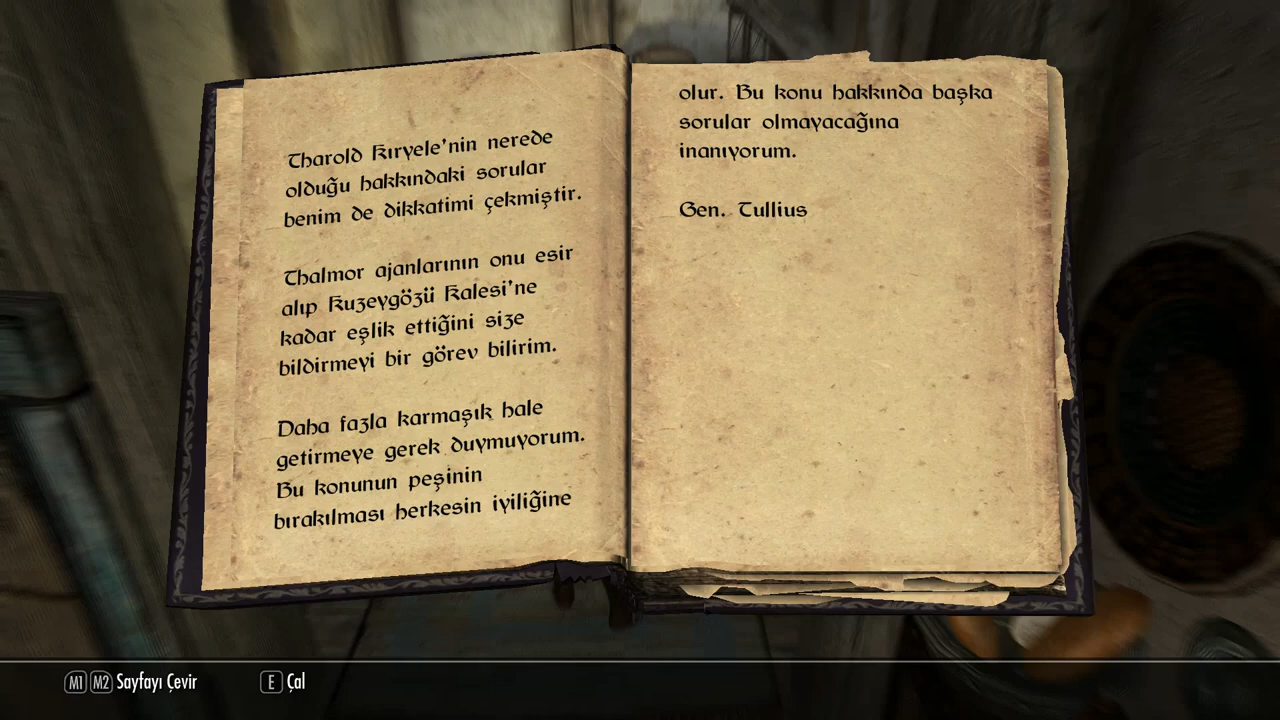 Tharold Kıryele'nin nerede
olduğu hakkındaki sorular
benim de dikkatimi çekmiştir.
Thalmor ajanlarının onu esir
alıp Kuzeygözü Kalesi'ne
kadar eşlik ettiğini size
bildirmeyi bir görev bilirim.
Daha fazla karmaşık hale
getirmeye gerek duymuyorum.
Bu konunun peşinin
bırakılması herkesin iyiliğine
olur. Bu konu hakkında başka
sorular olmayacağına
inanıyorum.
Gen. Tullius
M1 M2 Sayfayı Çevir E Çal